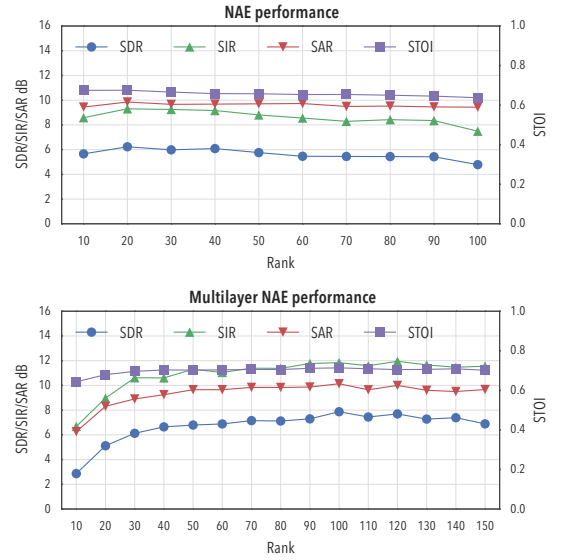 NAE performance
SDR SIR SAR STOI
16
14
12
10
8
6
4
2
0
SDR/SIR/SAR dB
1.0
0.8
0.6
0.4
0.2
0.0
STOI
10 20 30 40 50 60 70 80 90 100
Rank
Multilayer NAE performance
SDR SIR SAR STOI
16
14
12
10
8
6
4
2
0
SDR/SIR/SAR dB
1.0
0.8
0.6
0.4
0.2
0.0
STOI
10 20 30 40 50 60 70 80 90 100 110 120 130 140 150
Rank